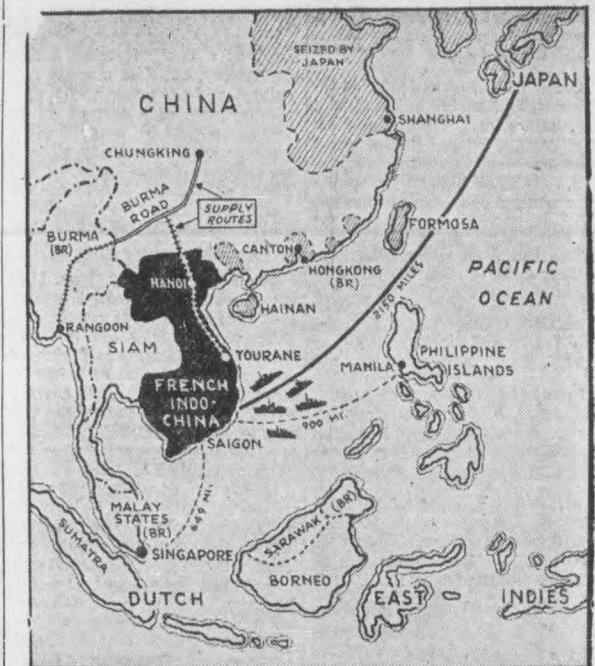 SEIZED BY
JAPAN
JAPAN
CHINA
SHANGHAI
CHUNGKING
BURMA
ROAD
SUPPLY
ROUTES
BURMA
(BR)
FORMOSA
CANTON
HONGKONG
(BR)
PACIFIC
OCEAN
HANOI
2150 MILES
HAINAN
RANGOON
SIAM
TOURANE
PHILIPPINE
ISLANDS
MANILA
FRENCH
INDO-
CHINA
900 MI.
SAIGON
649 MI.
MALAY
STATES
(BR)
SARAWAK (BR)
SINGAPORE
SUMATRA
BORNEO
DUTCH EAST INDIES